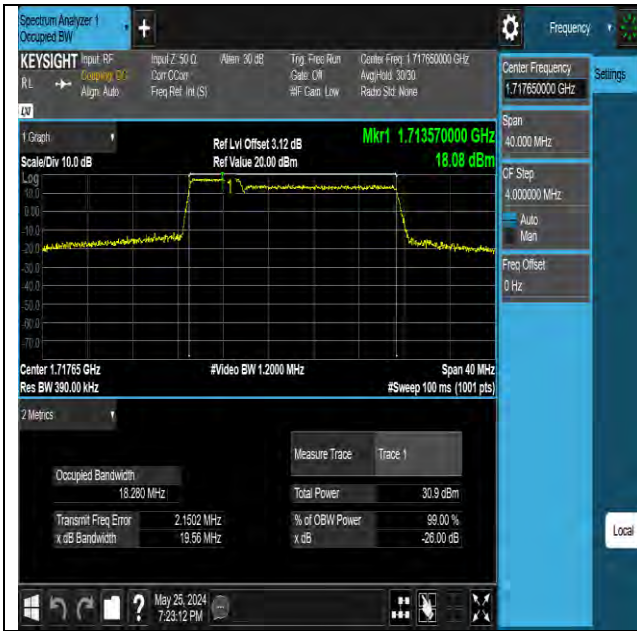 Spectrum Analyzer 1
Occupied BW
+
Frequency
KEYSIGHT
Input: RF
Input Z: 50 Ω
Atten: 30 dB
Trig: Free Run
Center Freq: 1.717650000 GHz
RL
Coupling: DC
Corr CCorr
Gate: Off
Avg|Hold: 30/30
Align: Auto
Freq Ref: Int (S)
#IF Gain: Low
Radio Std: None
Center Frequency
1.717650000 GHz
Settings
Span
40.000 MHz
CF Step
4.000000 MHz
Auto
Man
Freq Offset
0 Hz
Local
1 Graph
Ref Lvl Offset 3.12 dB
Mkr1 1.713570000 GHz
Scale/Div 10.0 dB
Ref Value 20.00 dBm
18.08 dBm
Log
10.0
0.00
-10.0
-20.0
-30.0
-40.0
-50.0
-60.0
-70.0
1
Center 1.71765 GHz
#Video BW 1.2000 MHz
Span 40 MHz
Res BW 390.00 kHz
#Sweep 100 ms (1001 pts)
2 Metrics
Measure Trace
Trace 1
Occupied Bandwidth
18.280 MHz
Total Power
30.9 dBm
Transmit Freq Error
2.1502 MHz
% of OBW Power
99.00 %
x dB Bandwidth
19.56 MHz
x dB
-26.00 dB
?
May 25, 2024
7:23:12 PM